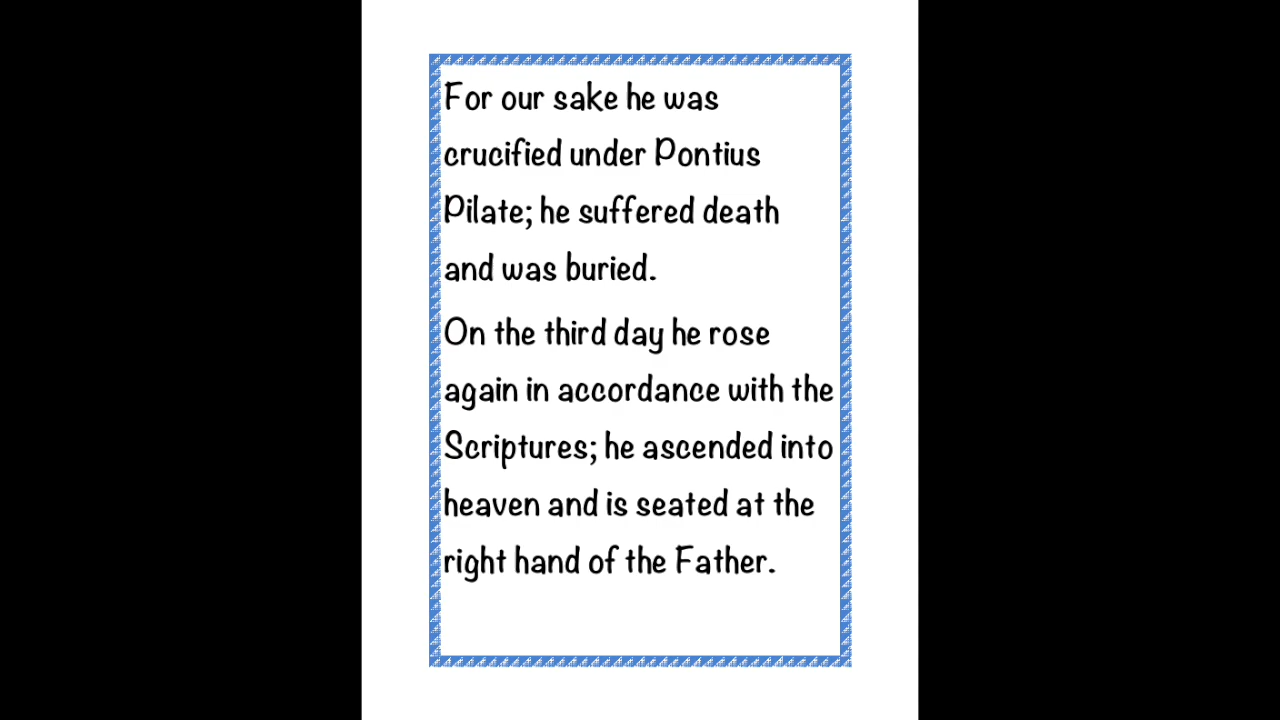 For our sake he was
crucified under Pontius
Pilate; he suffered death
and was buried.
On the third day he rose
again in accordance with the
Scriptures; he ascended into
heaven and is seated at the
right hand of the Father.